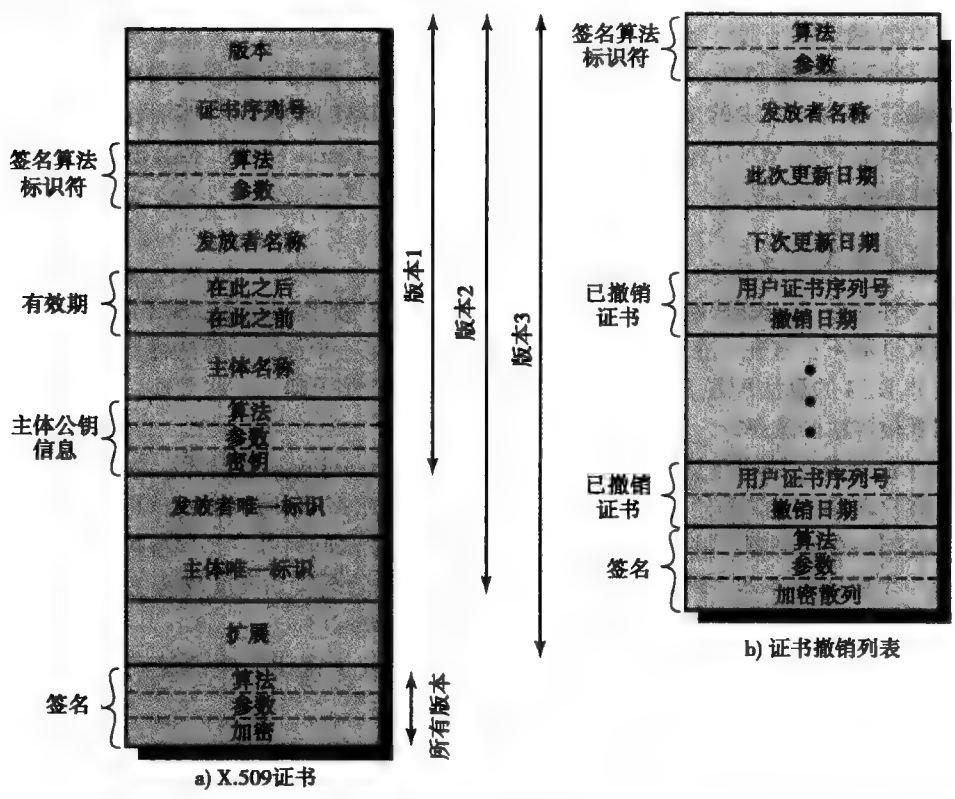 版本
证书序列号
签名算法
标识符
算法
参数
发放者名称
有效期
在此之后
在此之前
主体名称
主体公钥
信息
算法
参数
密钥
发放者唯一标识
主体唯一标识
扩展
签名
算法
参数
加密
版本1
版本2
版本3
所有版本
a) X.509证书
签名算法
标识符
算法
参数
发放者名称
此次更新日期
下次更新日期
已撤销
证书
用户证书序列号
撤销日期
已撤销
证书
用户证书序列号
撤销日期
签名
算法
参数
加密散列
b) 证书撤销列表